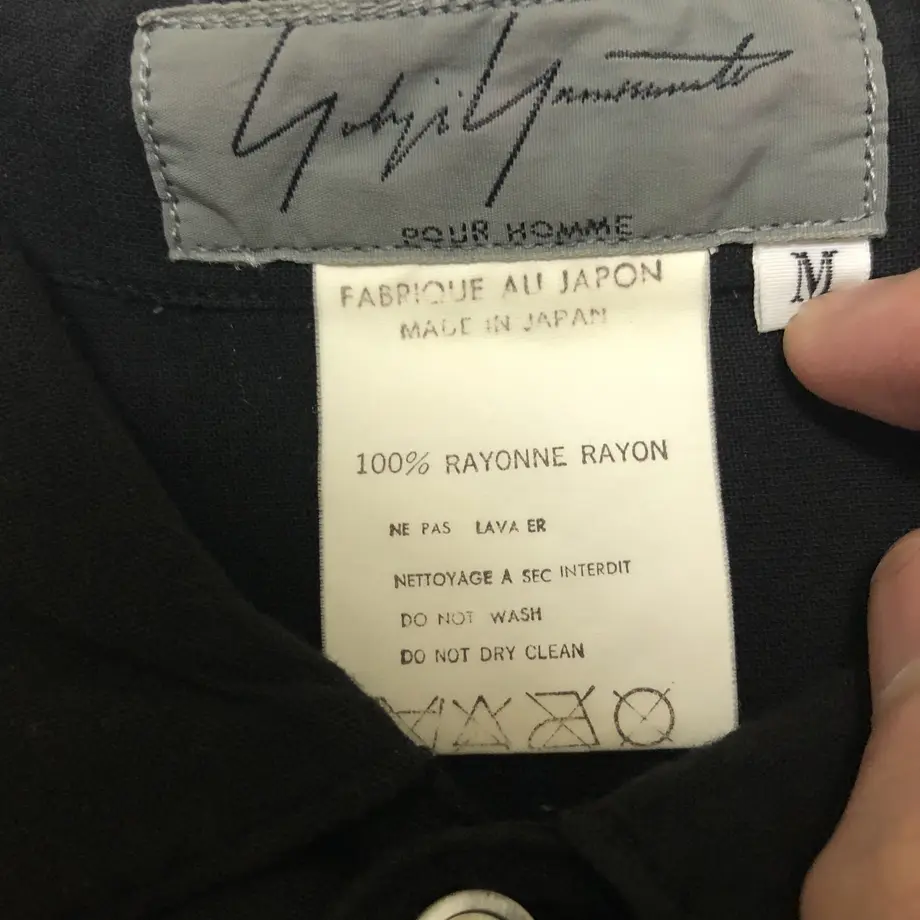 Yohji Yamamoto
POUR HOMME
M
FABRIQUE AU JAPON
MADE IN JAPAN
100% RAYONNE RAYON
NE PAS LAVA ER
NETTOYAGE A SEC INTERDIT
DO NOT WASH
DO NOT DRY CLEAN